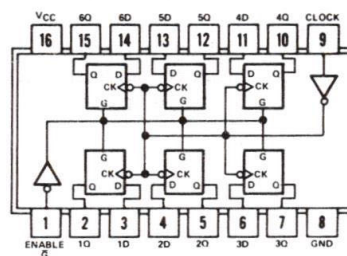 VCC 6Q 6D 5D 5Q 4D 4Q CLOCK
16 15 14 13 12 11 10 9
Q D D Q D Q
CK CK CK
G G G
G G G
CK CK CK
Q D D Q D Q
1 2 3 4 5 6 7 8
ENABLE 1Q 1D 2D 2Q 3D 3Q GND
G̅